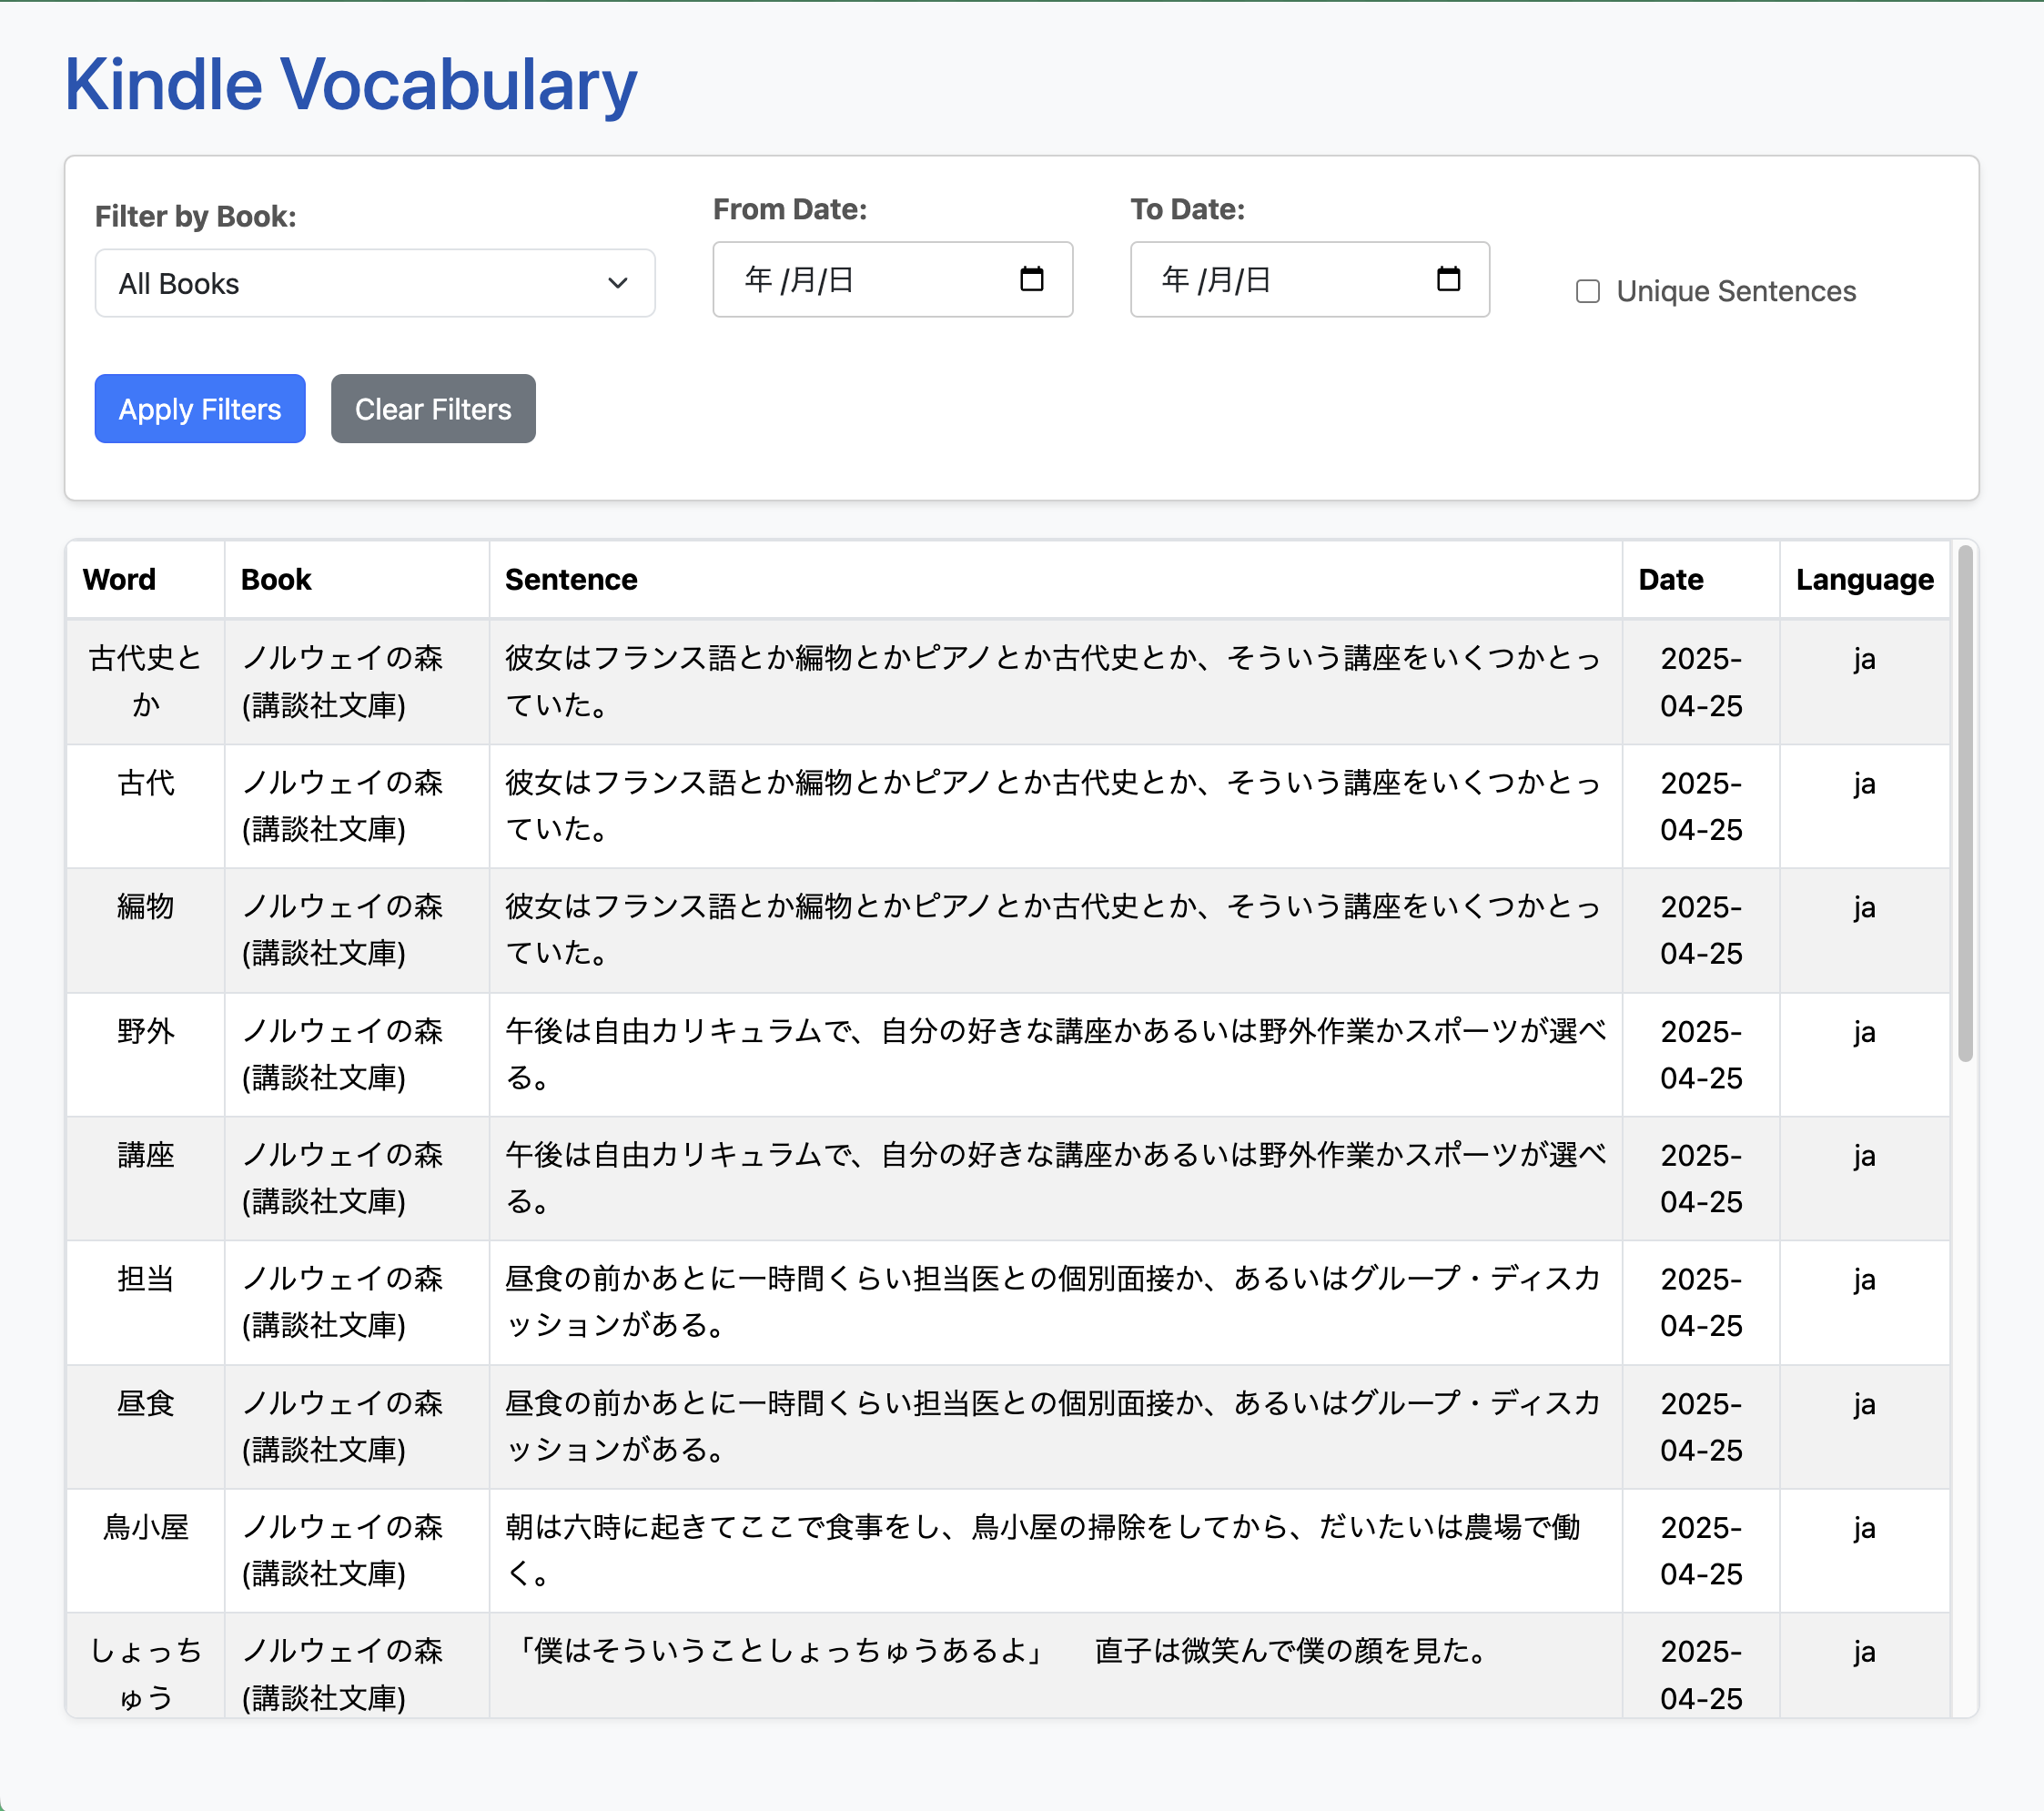 Kindle Vocabulary
Filter by Book:
All Books
From Date:
年 /月/日
To Date:
年 /月/日
Unique Sentences
Apply Filters
Clear Filters
Word Book Sentence Date Language
古代史と
か
ノルウェイの森
(講談社文庫)
彼女はフランス語とか編物とかピアノとか古代史とか、そういう講座をいくつかとっ
ていた。
2025-
04-25
ja
古代
ノルウェイの森
(講談社文庫)
彼女はフランス語とか編物とかピアノとか古代史とか、そういう講座をいくつかとっ
ていた。
2025-
04-25
ja
編物
ノルウェイの森
(講談社文庫)
彼女はフランス語とか編物とかピアノとか古代史とか、そういう講座をいくつかとっ
ていた。
2025-
04-25
ja
野外
ノルウェイの森
(講談社文庫)
午後は自由カリキュラムで、自分の好きな講座かあるいは野外作業かスポーツが選べ
る。
2025-
04-25
ja
講座
ノルウェイの森
(講談社文庫)
午後は自由カリキュラムで、自分の好きな講座かあるいは野外作業かスポーツが選べ
る。
2025-
04-25
ja
担当
ノルウェイの森
(講談社文庫)
昼食の前かあとに一時間くらい担当医との個別面接か、あるいはグループ・ディスカ
ッションがある。
2025-
04-25
ja
昼食
ノルウェイの森
(講談社文庫)
昼食の前かあとに一時間くらい担当医との個別面接か、あるいはグループ・ディスカ
ッションがある。
2025-
04-25
ja
鳥小屋
ノルウェイの森
(講談社文庫)
朝は六時に起きてここで食事をし、鳥小屋の掃除をしてから、だいたいは農場で働
く。
2025-
04-25
ja
しょっち
ゅう
ノルウェイの森
(講談社文庫)
「僕はそういうことしょっちゅうあるよ」　直子は微笑んで僕の顔を見た。
2025-
04-25
ja